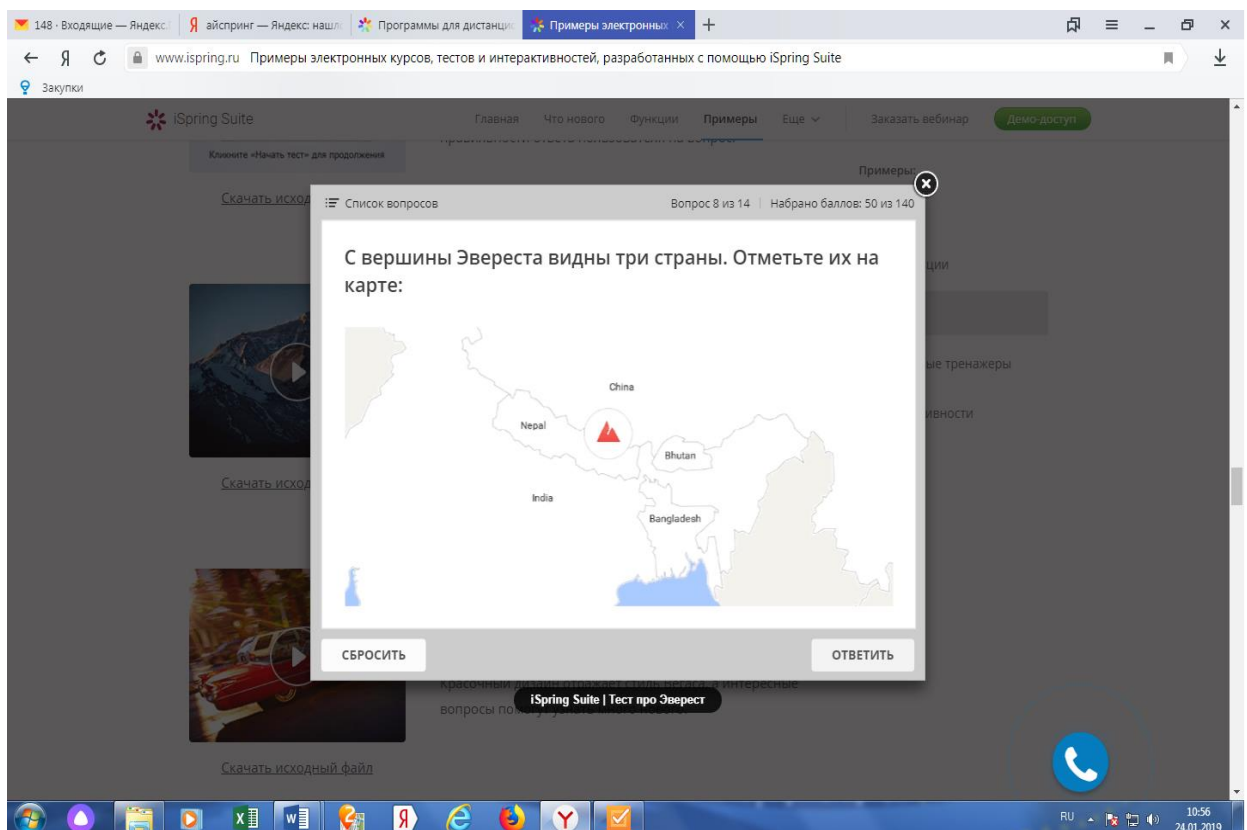 148 · Входящие — Яндекс.
айспринг — Яндекс: нашло
Программы для дистанцио
Примеры электронных
www.ispring.ru Примеры электронных курсов, тестов и интерактивностей, разработанных с помощью iSpring Suite
Закупки
iSpring Suite Главная Что нового Функции Примеры Еще Заказать вебинар Демо-доступ
Кликните «Начать тест» для продолжения
Примеры:
Скачать исход
Список вопросов Вопрос 8 из 14 Набрано баллов: 50 из 140
С вершины Эвереста видны три страны. Отметьте их на
карте:
ции
ые тренажеры
China
ивности
Nepal
Bhutan
Скачать исход
India
Bangladesh
СБРОСИТЬ ОТВЕТИТЬ
iSpring Suite | Тест про Эверест
вопросы
Скачать исходный файл
RU 10:56
24.01.2019